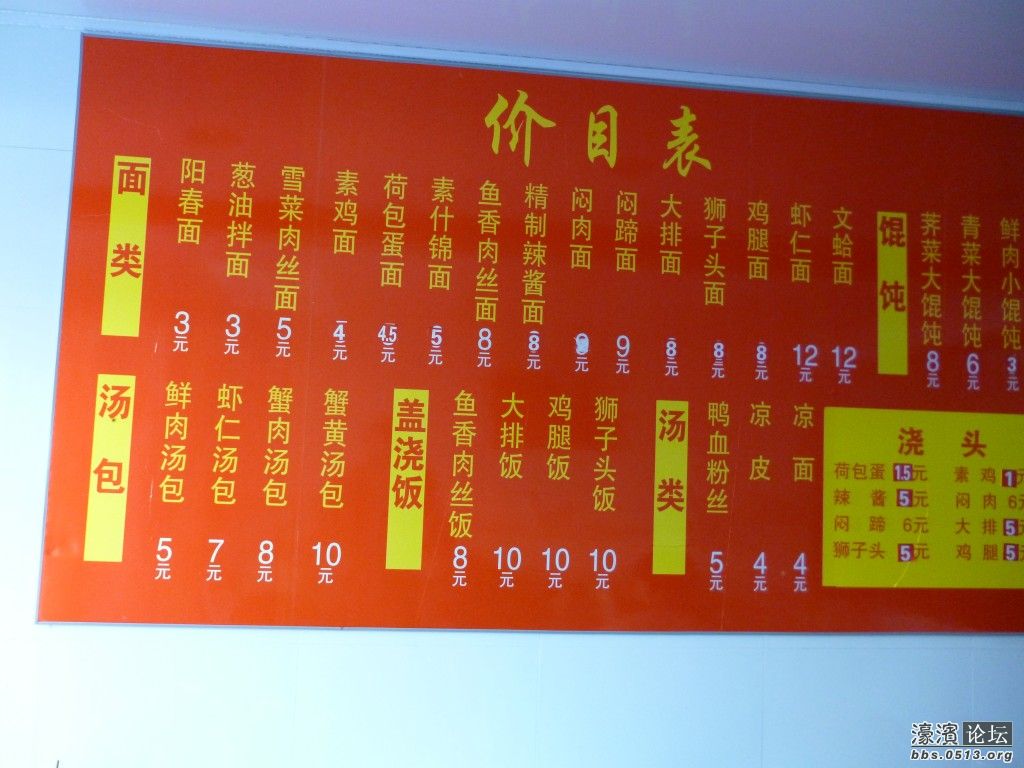 价目表
面类
阳春面 3元
葱油拌面 3元
雪菜肉丝面 5元
素鸡面 4元
荷包蛋面 4.5元
素什锦面 5元
鱼香肉丝面 8元
精制辣酱面 8元
闷肉面 元
闷蹄面 9元
大排面 8元
狮子头面 8元
鸡腿面 8元
虾仁面 12元
文蛤面 12元
馄饨
荠菜大馄饨 8元
青菜大馄饨 6元
鲜肉小馄饨 3元
汤包
鲜肉汤包 5元
虾仁汤包 7元
蟹肉汤包 8元
蟹黄汤包 10元
盖浇饭
鱼香肉丝饭 8元
大排饭 10元
鸡腿饭 10元
狮子头饭 10元
汤类
鸭血粉丝 5元
凉皮 4元
凉面 4元
浇头
荷包蛋 1.5元 素鸡 1元
辣酱 5元 闷肉 6元
闷蹄 6元 大排 5
狮子头 5元 鸡腿 5
濠滨论坛
bbs.0513.org